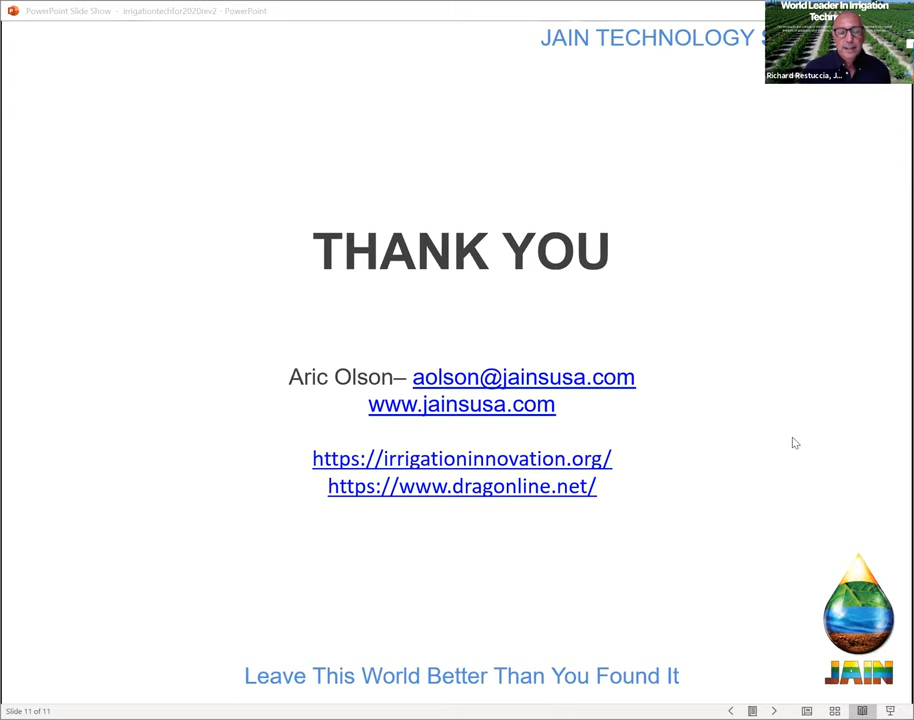 PowerPoint Slide Show - irrigationtechfor2020rev2 - PowerPoint
World Leader In Irrigation
Techn
JAIN TECHNOLOGY S
Richard Restuccia, J...
THANK YOU
Aric Olson– aolson@jainsusa.com
www.jainsusa.com
https://irrigationinnovation.org/
https://www.dragonline.net/
JAIN
Leave This World Better Than You Found It
Slide 11 of 11